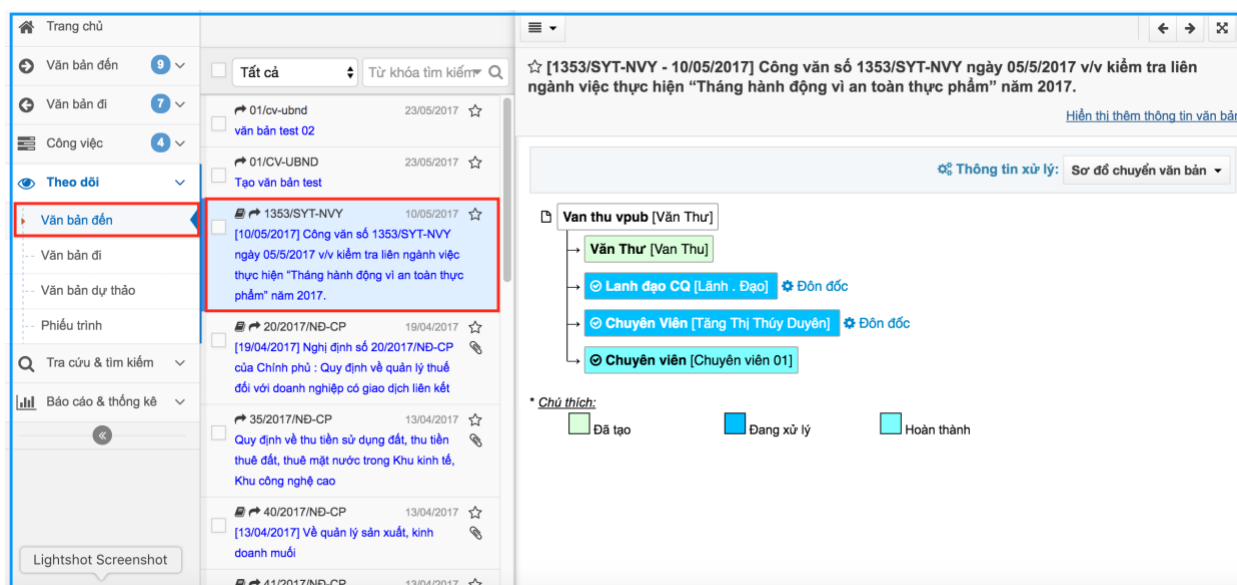 Trang chủ
Văn bản đến 9
Văn bản đi 7
Công việc 4
Theo dõi
Văn bản đến
Văn bản đi
Văn bản dự thảo
Phiếu trình
Tra cứu & tìm kiếm
Báo cáo & thống kê
Lightshot Screenshot
Tất cả
Từ khóa tìm kiếm
01/cv-ubnd 23/05/2017
văn bản test 02
01/CV-UBND 23/05/2017
Tạo văn bản test
1353/SYT-NVY 10/05/2017
[10/05/2017] Công văn số 1353/SYT-NVY
ngày 05/5/2017 v/v kiểm tra liên ngành việc
thực hiện “Tháng hành động vì an toàn thực
phẩm” năm 2017.
20/2017/NĐ-CP 19/04/2017
[19/04/2017] Nghị định số 20/2017/NĐ-CP
của Chính phủ : Quy định về quản lý thuế
đối với doanh nghiệp có giao dịch liên kết
35/2017/NĐ-CP 13/04/2017
Quy định về thu tiền sử dụng đất, thu tiền
thuê đất, thuê mặt nước trong Khu kinh tế,
Khu công nghệ cao
40/2017/NĐ-CP 13/04/2017
[13/04/2017] Về quản lý sản xuất, kinh
doanh muối
41/2017/NĐ-CP 13/04/2017
[1353/SYT-NVY - 10/05/2017] Công văn số 1353/SYT-NVY ngày 05/5/2017 v/v kiểm tra liên
ngành việc thực hiện “Tháng hành động vì an toàn thực phẩm” năm 2017.
Hiển thị thêm thông tin văn bản
Thông tin xử lý: Sơ đồ chuyển văn bản
Van thu vpub [Văn Thư]
Văn Thư [Van Thu]
Lanh đạo CQ [Lãnh . Đạo] Đôn đốc
Chuyên Viên [Tăng Thị Thúy Duyên] Đôn đốc
Chuyên viên [Chuyên viên 01]
* Chú thích:
Đã tạo Đang xử lý Hoàn thành